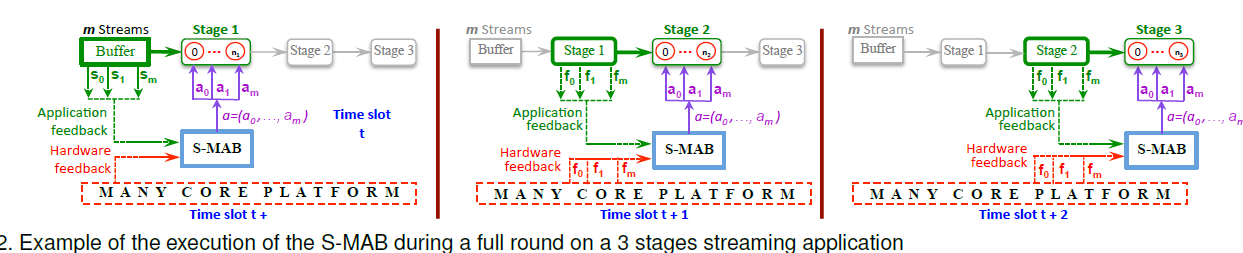 m Streams
Stage 1
Buffer
0 ... n₁
Stage 2
Stage 3
s₀ s₁ sₘ
a₀ a₁ aₘ
Application
feedback
a=(a₀,...,aₘ)
Time slot
t
Hardware
feedback
S-MAB
MANY CORE PLATFORM
Time slot t +
m Streams
Stage 2
Buffer
Stage 1
0 ... n₂
Stage 3
f₀ f₁ fₘ
a₀ a₁ aₘ
Application
feedback
a=(a₀,...,aₘ)
Hardware
feedback
S-MAB
f₀ f₁ fₘ
MANY CORE PLATFORM
Time slot t + 1
m Streams
Stage 3
Buffer
Stage 1
Stage 2
0 ... n₃
f₀ f₁ fₘ
a₀ a₁ aₘ
Application
feedback
a=(a₀,...,aₘ
Hardware
feedback
S-MAB
f₀ f₁ fₘ
MANY CORE PLATFORM
Time slot t + 2
2. Example of the execution of the S-MAB during a full round on a 3 stages streaming application